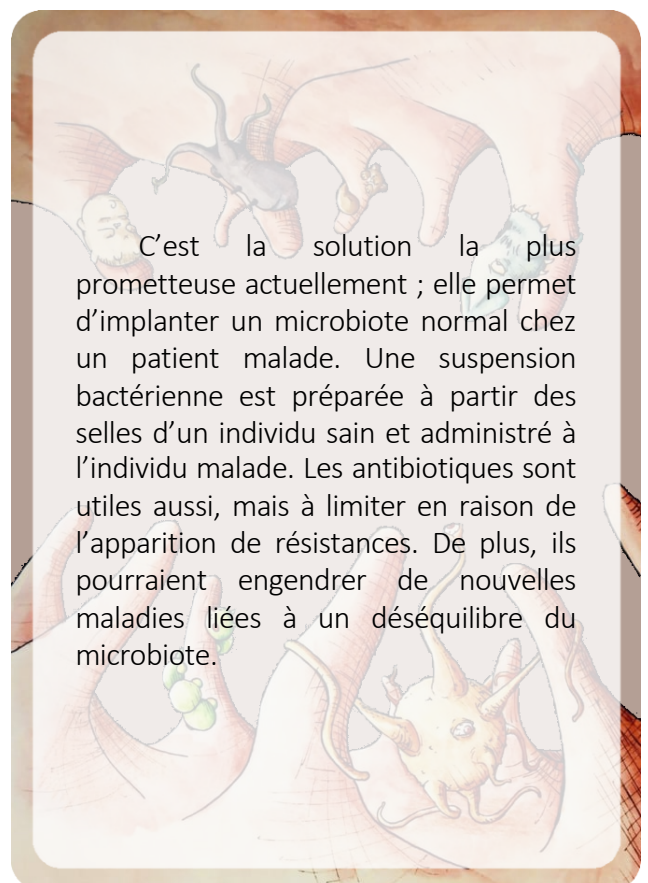 C’est la solution la plus
prometteuse actuellement ; elle permet
d’implanter un microbiote normal chez
un patient malade. Une suspension
bactérienne est préparée à partir des
selles d’un individu sain et administré à
l’individu malade. Les antibiotiques sont
utiles aussi, mais à limiter en raison de
l’apparition de résistances. De plus, ils
pourraient engendrer de nouvelles
maladies liées à un déséquilibre du
microbiote.